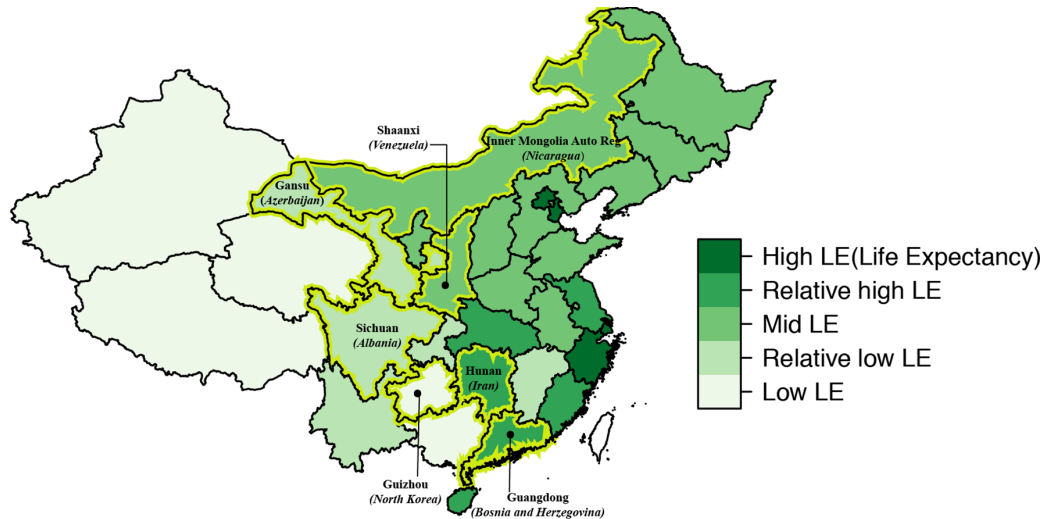 Shaanxi
(Venezuela)
Inner Mongolia Auto Reg
(Nicaragua)
Gansu
(Azerbaijan)
Sichuan
(Albania)
Hunan
(Iran)
Guizhou
(North Korea)
Guangdong
(Bosnia and Herzegovina)
High LE(Life Expectancy)
Relative high LE
Mid LE
Relative low LE
Low LE